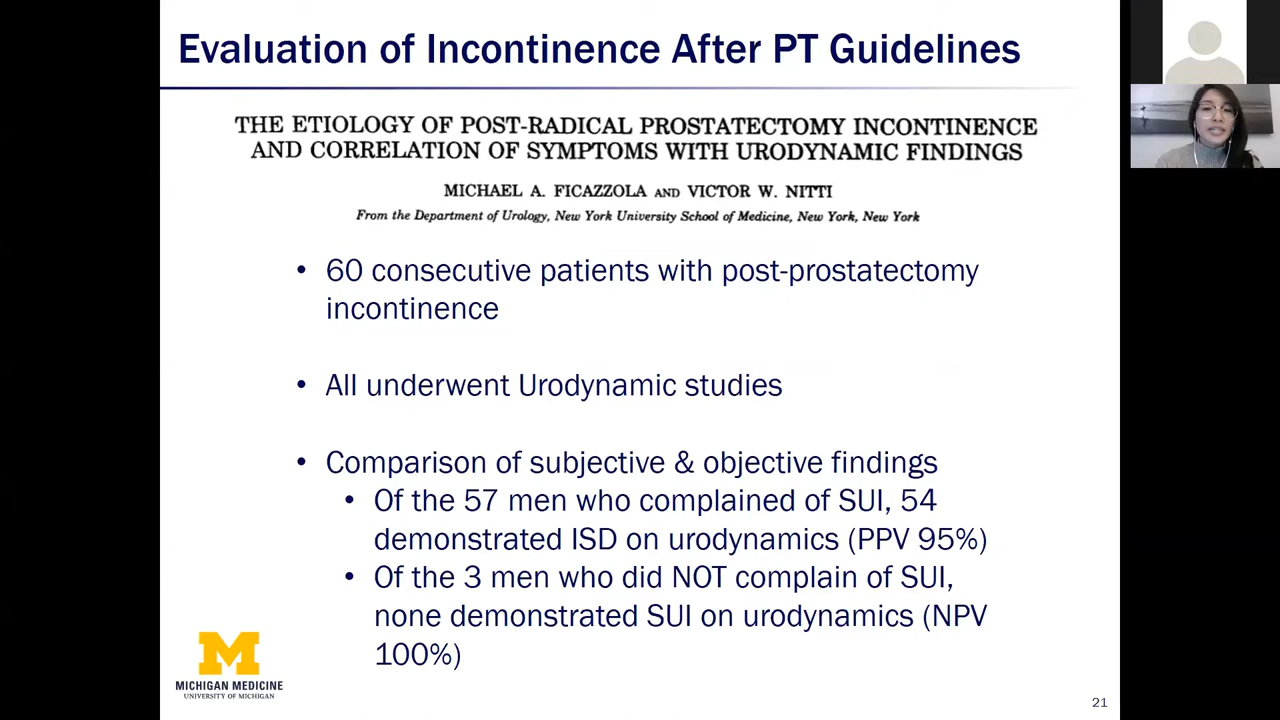 Evaluation of Incontinence After PT Guidelines
THE ETIOLOGY OF POST-RADICAL PROSTATECTOMY INCONTINENCE
AND CORRELATION OF SYMPTOMS WITH URODYNAMIC FINDINGS
MICHAEL A. FICAZZOLA AND VICTOR W. NITTI
From the Department of Urology, New York University School of Medicine, New York, New York
• 60 consecutive patients with post-prostatectomy
incontinence
• All underwent Urodynamic studies
• Comparison of subjective & objective findings
• Of the 57 men who complained of SUI, 54
demonstrated ISD on urodynamics (PPV 95%)
• Of the 3 men who did NOT complain of SUI,
none demonstrated SUI on urodynamics (NPV
100%)
M
MICHIGAN MEDICINE
UNIVERSITY OF MICHIGAN
21